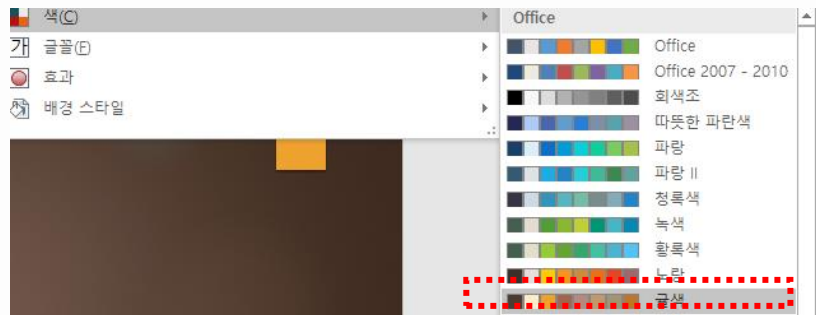 색(C)
가 글꼴(F)
효과
배경 스타일
Office
Office
Office 2007 - 2010
회색조
따뜻한 파란색
파랑
파랑 II
청록색
녹색
황록색
노랑
귤색